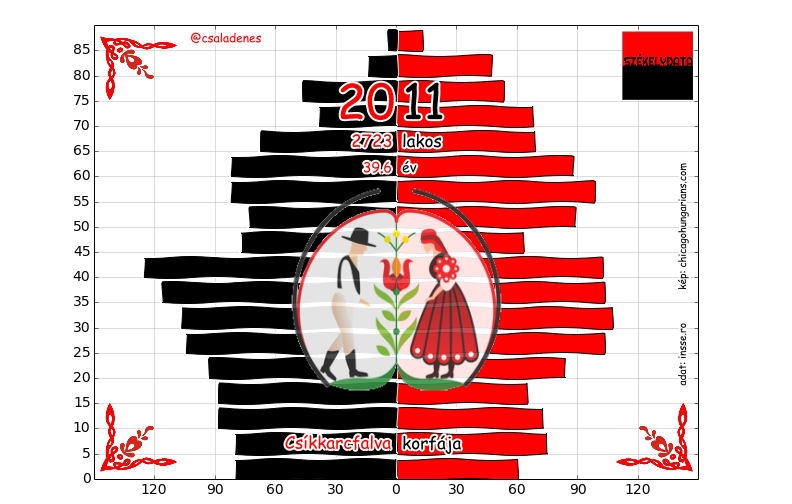 @csaladenes
SZÉKELYDATA
2011
2723 lakos
39.6 év
kép: chicagohungarians.com
adat: insse.ro
Csíkkarcfalva korfája
85
80
75
70
65
60
55
50
45
40
35
30
25
20
15
10
5
0
120 90 60 30 0 30 60 90 120